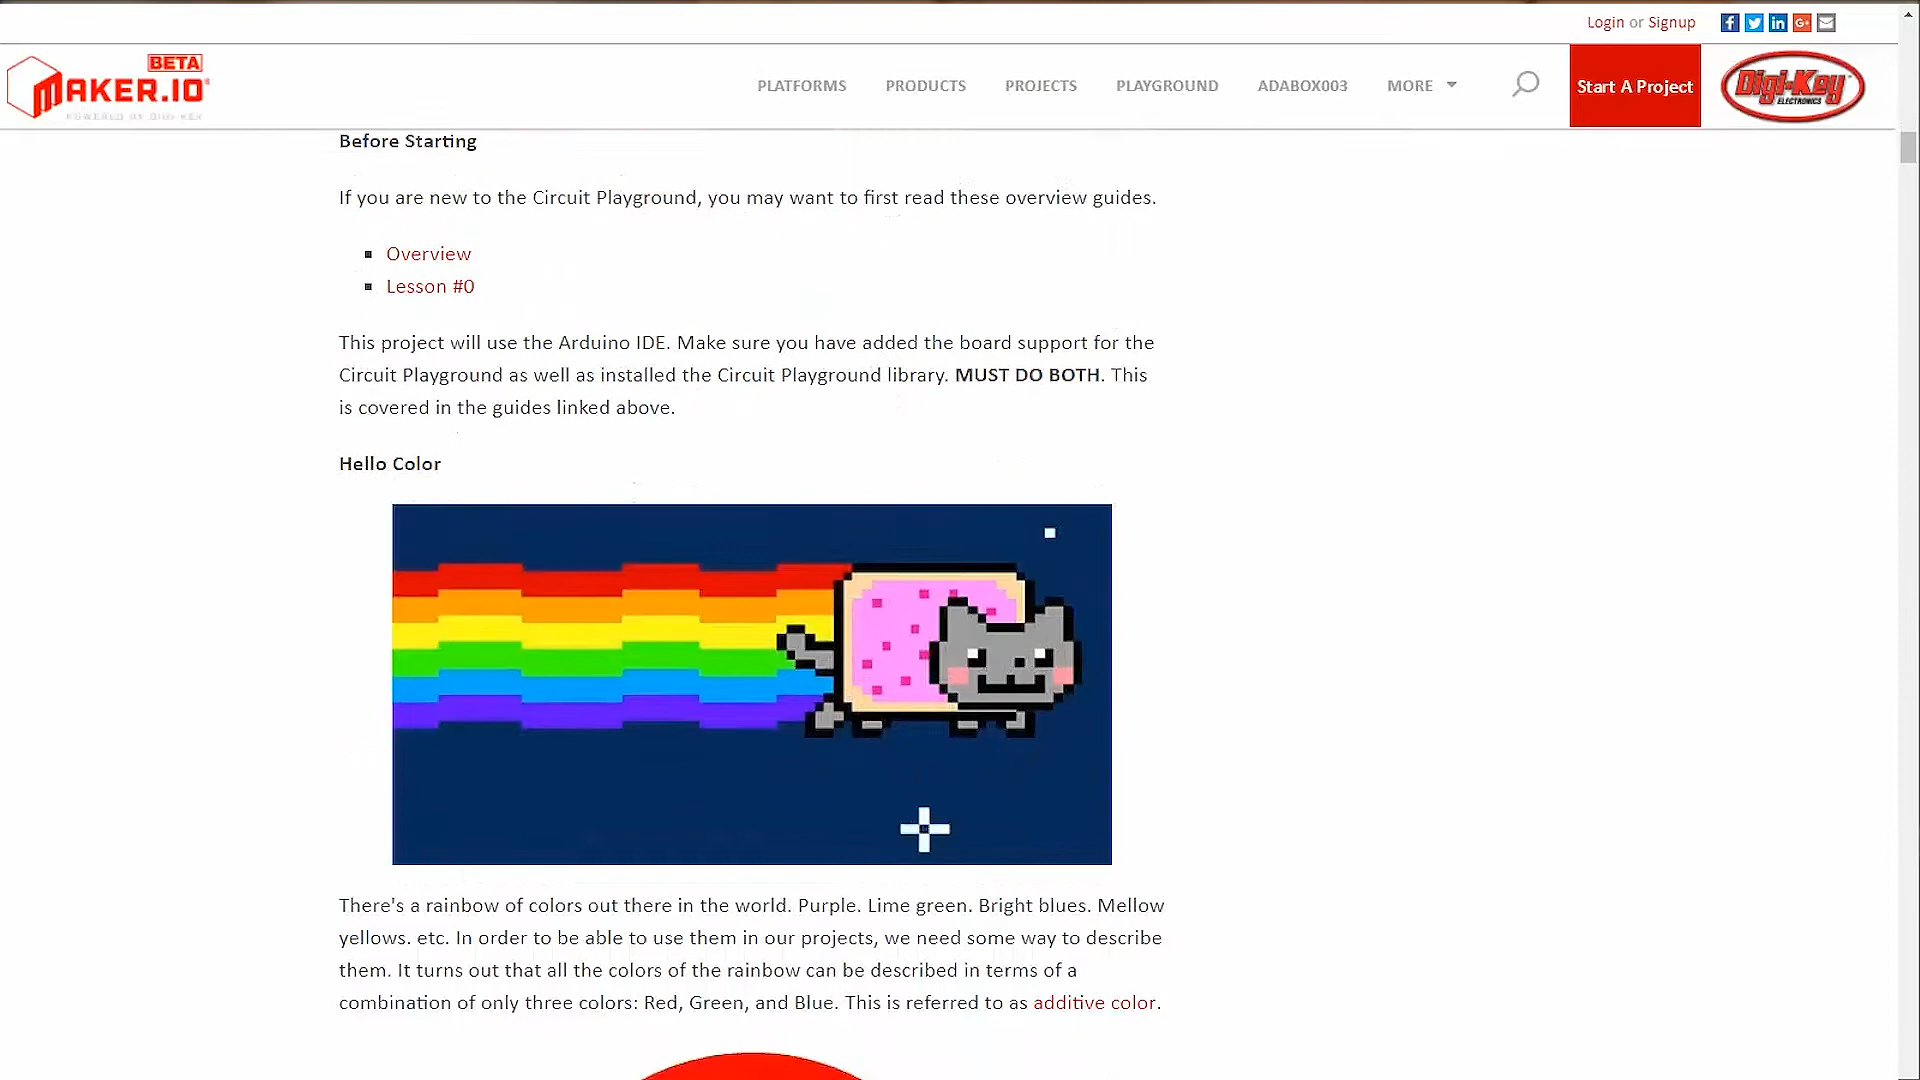 Login or Signup
BETA
MAKER.IO
POWERED BY DIGI-KEY
PLATFORMS PRODUCTS PROJECTS PLAYGROUND ADABOX003 MORE
Start A Project
Digi-Key
ELECTRONICS
Before Starting
If you are new to the Circuit Playground, you may want to first read these overview guides.
Overview
Lesson #0
This project will use the Arduino IDE. Make sure you have added the board support for the
Circuit Playground as well as installed the Circuit Playground library. MUST DO BOTH. This
is covered in the guides linked above.
Hello Color
There's a rainbow of colors out there in the world. Purple. Lime green. Bright blues. Mellow
yellows. etc. In order to be able to use them in our projects, we need some way to describe
them. It turns out that all the colors of the rainbow can be described in terms of a
combination of only three colors: Red, Green, and Blue. This is referred to as additive color.